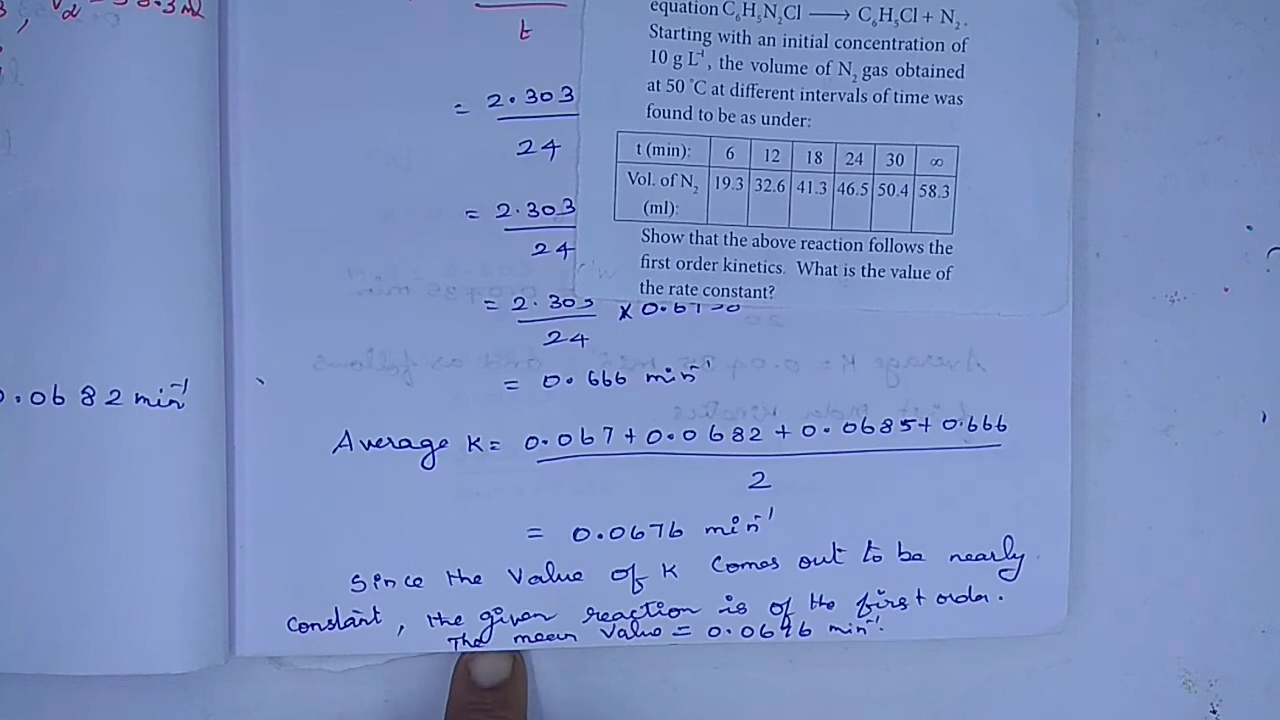 = 58.3 ml
t
equation C₆H₅N₂Cl ⟶ C₆H₅Cl + N₂.
Starting with an initial concentration of
10 g L⁻¹, the volume of N₂ gas obtained
at 50 °C at different intervals of time was
found to be as under:
t (min): 6 12 18 24 30 ∞
Vol. of N₂ (ml): 19.3 32.6 41.3 46.5 50.4 58.3
Show that the above reaction follows the
first order kinetics. What is the value of
the rate constant?
= 2.303
24
= 2.303
24
= 2.303 x
24
= 0.666 min⁻¹
0.0682 min⁻¹
Average K = 0.067 + 0.0682 + 0.0685 + 0.666
2
= 0.0676 min⁻¹
Since the value of K Comes out to be nearly
constant, the given reaction is of the first order.
The mean value = 0.0676 min⁻¹.